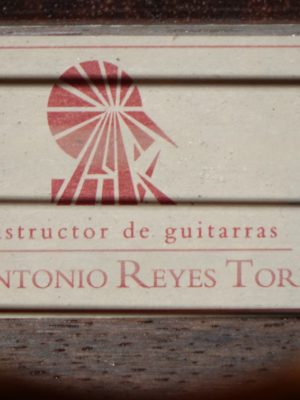 nstructor de guitarras
NTONIO REYES TOR